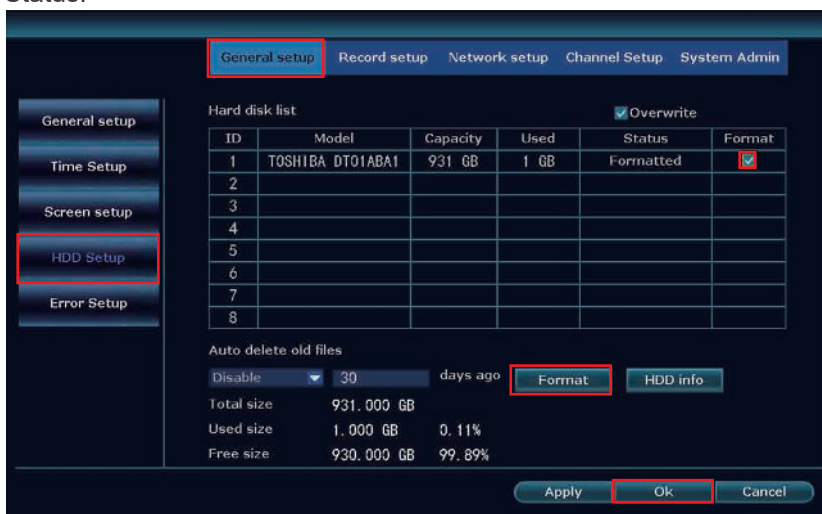 Status.
General setup Record setup Network setup Channel Setup System Admin
General setup
Time Setup
Screen setup
HDD Setup
Error Setup
Hard disk list Overwrite
ID Model Capacity Used Status Format
1 TOSHIBA DT01ABA1 931 GB 1 GB Formatted
2
3
4
5
6
7
8
Auto delete old files
Disable 30 days ago Format HDD info
Total size 931.000 GB
Used size 1.000 GB 0.11%
Free size 930.000 GB 99.89%
Apply Ok Cancel